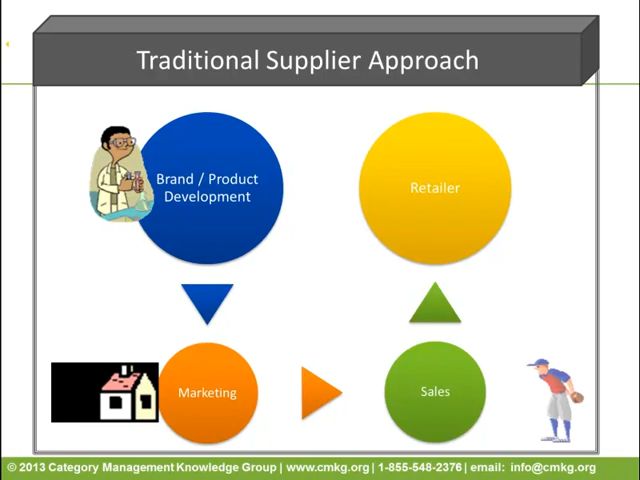 Traditional Supplier Approach
Brand / Product
Development
Retailer
Marketing
Sales
© 2013 Category Management Knowledge Group | www.cmkg.org | 1-855-548-2376 | email: info@cmkg.org